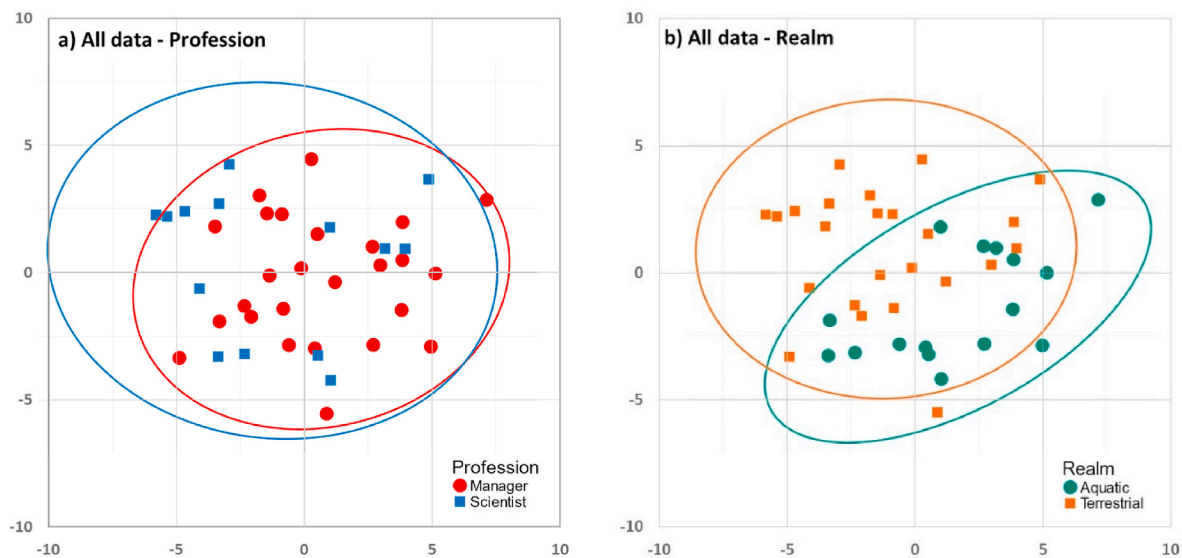 a) All data - Profession
10
5
0
-5
-10
-10 -5 0 5 10
Profession
Manager
Scientist
b) All data - Realm
10
5
0
-5
-10
-10 -5 0 5 10
Realm
Aquatic
Terrestrial